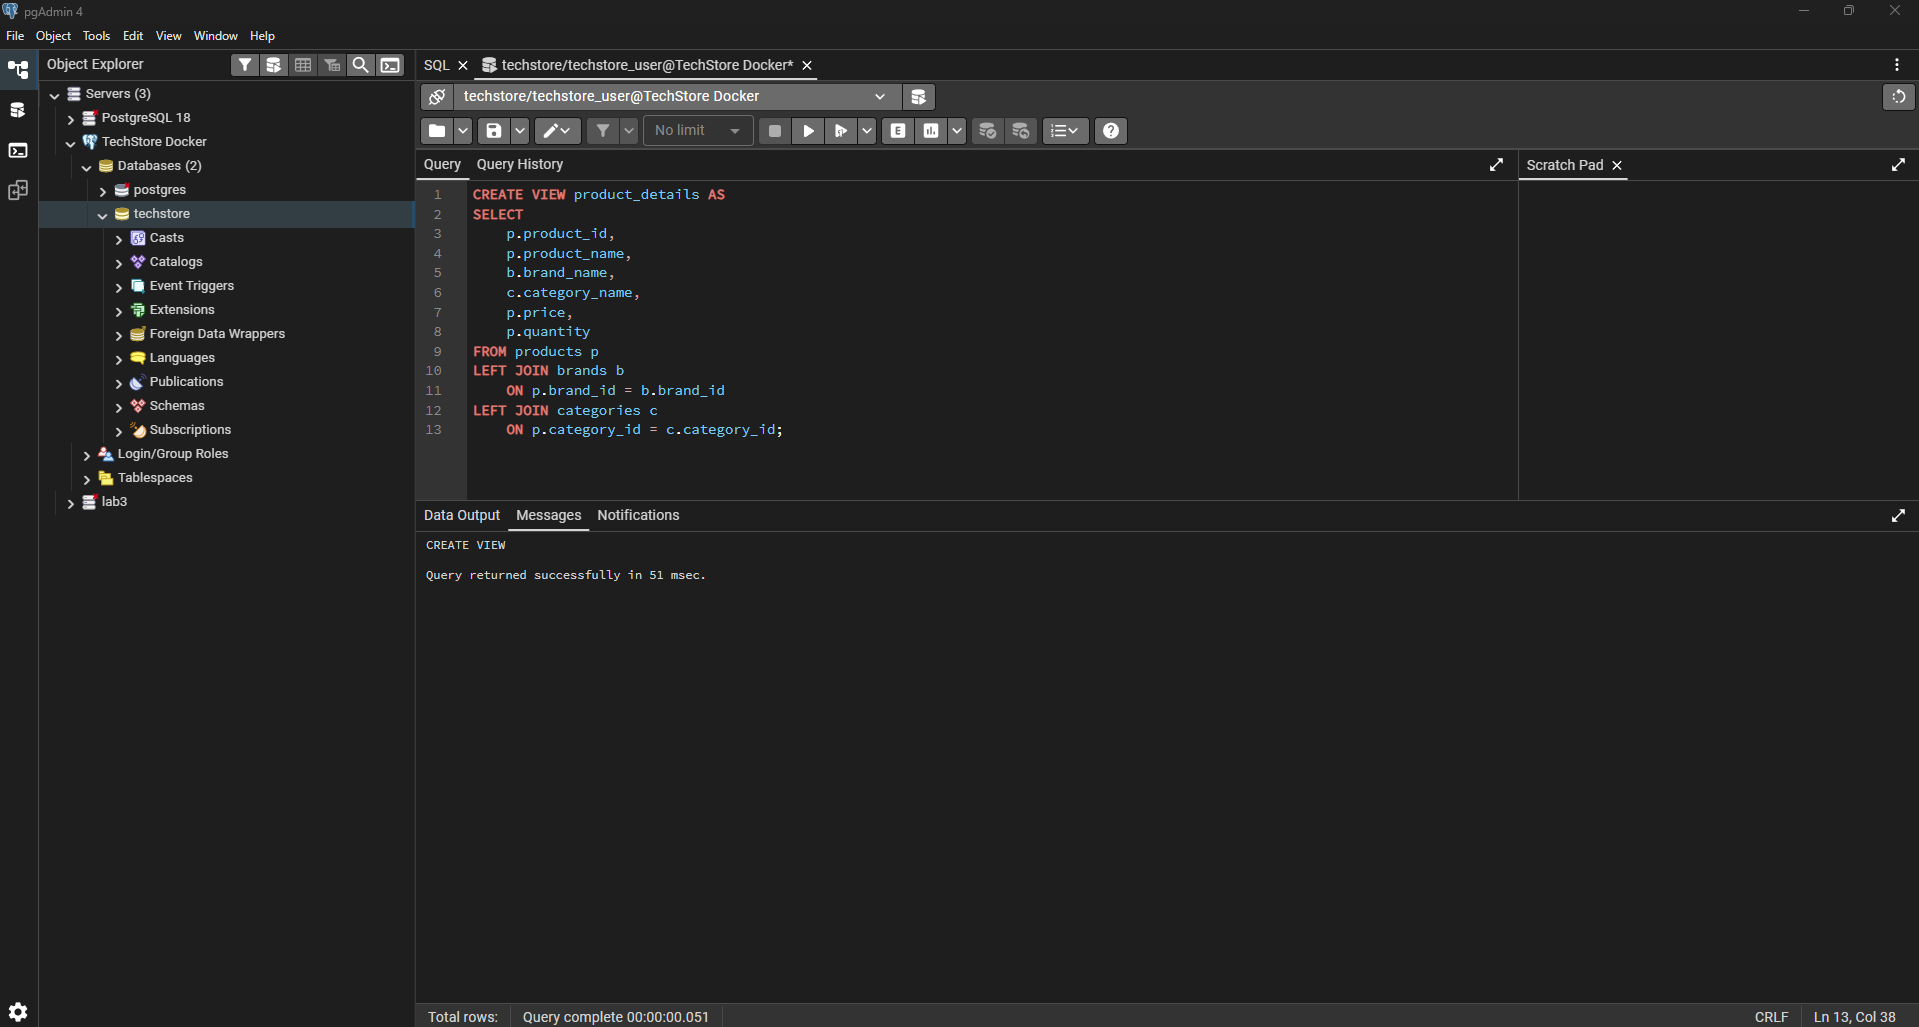 pgAdmin 4
File Object Tools Edit View Window Help
Object Explorer
Servers (3)
PostgreSQL 18
TechStore Docker
Databases (2)
postgres
techstore
Casts
Catalogs
Event Triggers
Extensions
Foreign Data Wrappers
Languages
Publications
Schemas
Subscriptions
Login/Group Roles
Tablespaces
lab3
SQL techstore/techstore_user@TechStore Docker*
techstore/techstore_user@TechStore Docker
No limit E
Query Query History
Scratch Pad
1 CREATE VIEW product_details AS
2 SELECT
3 p.product_id,
4 p.product_name,
5 b.brand_name,
6 c.category_name,
7 p.price,
8 p.quantity
9 FROM products p
10 LEFT JOIN brands b
11 ON p.brand_id = b.brand_id
12 LEFT JOIN categories c
13 ON p.category_id = c.category_id;
Data Output Messages Notifications
CREATE VIEW
Query returned successfully in 51 msec.
Total rows: Query complete 00:00:00.051 CRLF Ln 13, Col 38